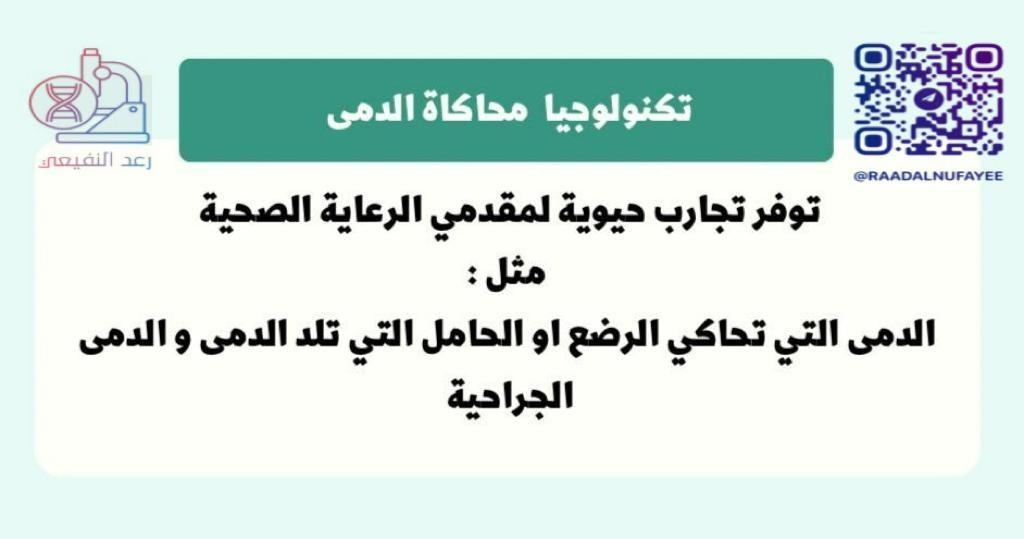 تكنولوجيا محاكاة الدمى
رعد النفيعي
@RAADALNUFAYEE
توفر تجارب حيوية لمقدمي الرعاية الصحية
مثل :
الدمى التي تحاكي الرضع او الحامل التي تلد الدمى و الدمى
الجراحية